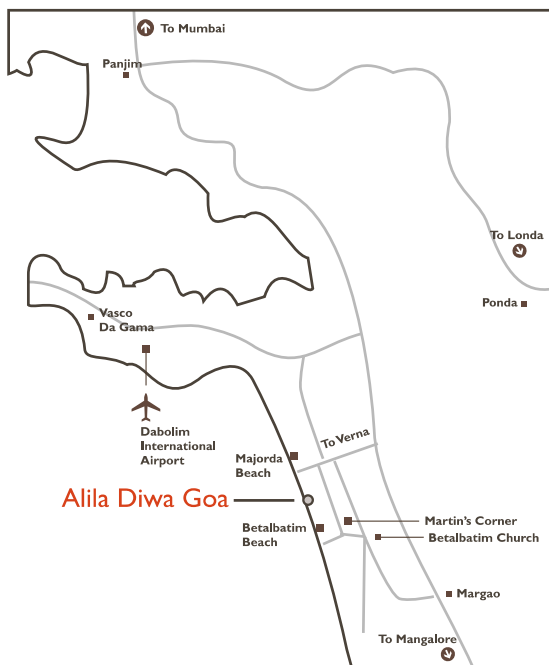 To Mumbai
Panjim
To Londa
Ponda
Vasco
Da Gama
Dabolim
International
Airport
To Verna
Majorda
Beach
Alila Diwa Goa
Betalbatim
Beach
Martin's Corner
Betalbatim Church
Margao
To Mangalore